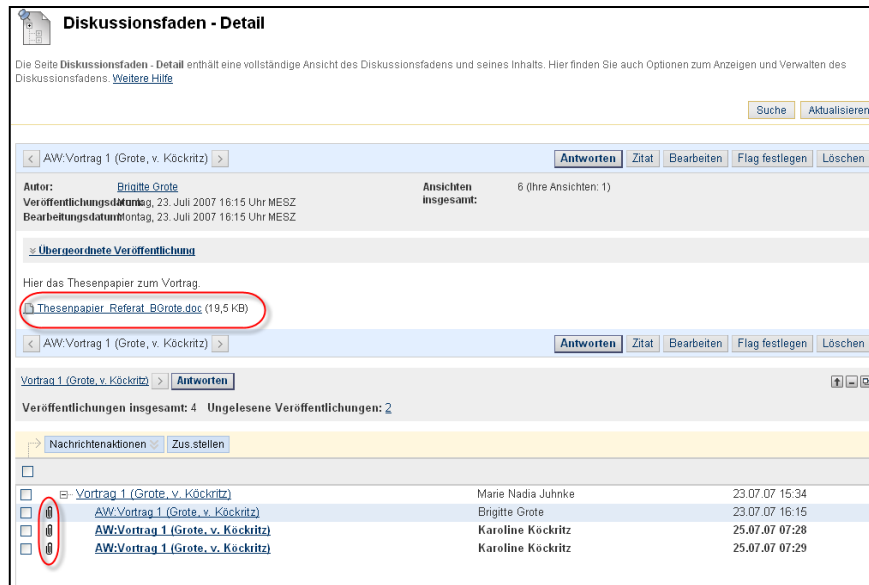 Diskussionsfaden - Detail
Die Seite Diskussionsfaden - Detail enthält eine vollständige Ansicht des Diskussionsfadens und seines Inhalts. Hier finden Sie auch Optionen zum Anzeigen und Verwalten des
Diskussionsfadens. Weitere Hilfe
Suche Aktualisieren
< AW:Vortrag 1 (Grote, v. Köckritz) > Antworten Zitat Bearbeiten Flag festlegen Löschen
Autor: Brigitte Grote Ansichten insgesamt: 6 (Ihre Ansichten: 1)
Veröffentlichungsdatum: Montag, 23. Juli 2007 16:15 Uhr MESZ
Bearbeitungsdatum: Montag, 23. Juli 2007 16:15 Uhr MESZ
Übergeordnete Veröffentlichung
Hier das Thesenpapier zum Vortrag.
Thesenpapier_Referat_BGrote.doc (19,5 KB)
< AW:Vortrag 1 (Grote, v. Köckritz) > Antworten Zitat Bearbeiten Flag festlegen Löschen
Vortrag 1 (Grote, v. Köckritz) > Antworten
Veröffentlichungen insgesamt: 4 Ungelesene Veröffentlichungen: 2
Nachrichtenaktionen Zus.stellen
Vortrag 1 (Grote, v. Köckritz) Marie Nadia Juhnke 23.07.07 15:34
AW:Vortrag 1 (Grote, v. Köckritz) Brigitte Grote 23.07.07 16:15
AW:Vortrag 1 (Grote, v. Köckritz) Karoline Köckritz 25.07.07 07:28
AW:Vortrag 1 (Grote, v. Köckritz) Karoline Köckritz 25.07.07 07:29